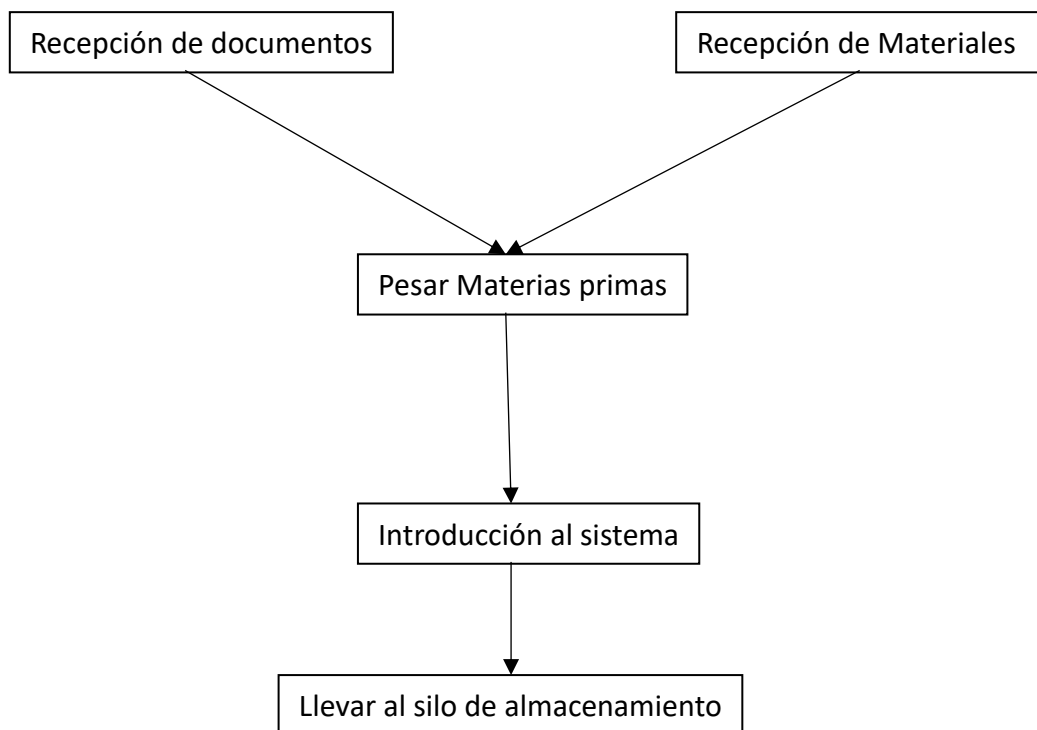 Recepción de documentos
Recepción de Materiales
Pesar Materias primas
Introducción al sistema
Llevar al silo de almacenamiento